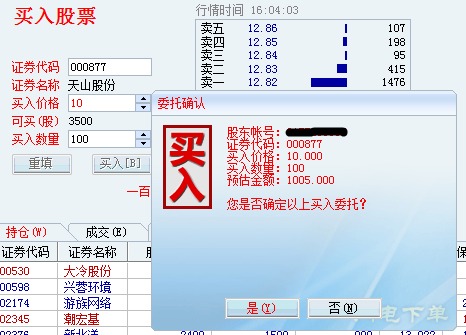 买入股票
行情时间 16:04:03
卖五 12.86 107
卖四 12.85 198
卖三 12.84 95
卖二 12.83 415
卖一 12.82 1476
证券代码 000877
证券名称 天山股份
买入价格 10
可买(股) 3500
买入数量 100
重填 买入[B]
一百
委托确认
买入
股东帐号:
证券代码: 000877
买入价格: 10.000
买入数量: 100
预估金额: 1005.000
您是否确定以上买入委托?
是(Y) 否(N)
电下单
持仓(W) 成交(E)
证券代码 证券名称
00530 大冷股份
00598 兴蓉环境
02174 游族网络
02345 潮宏基